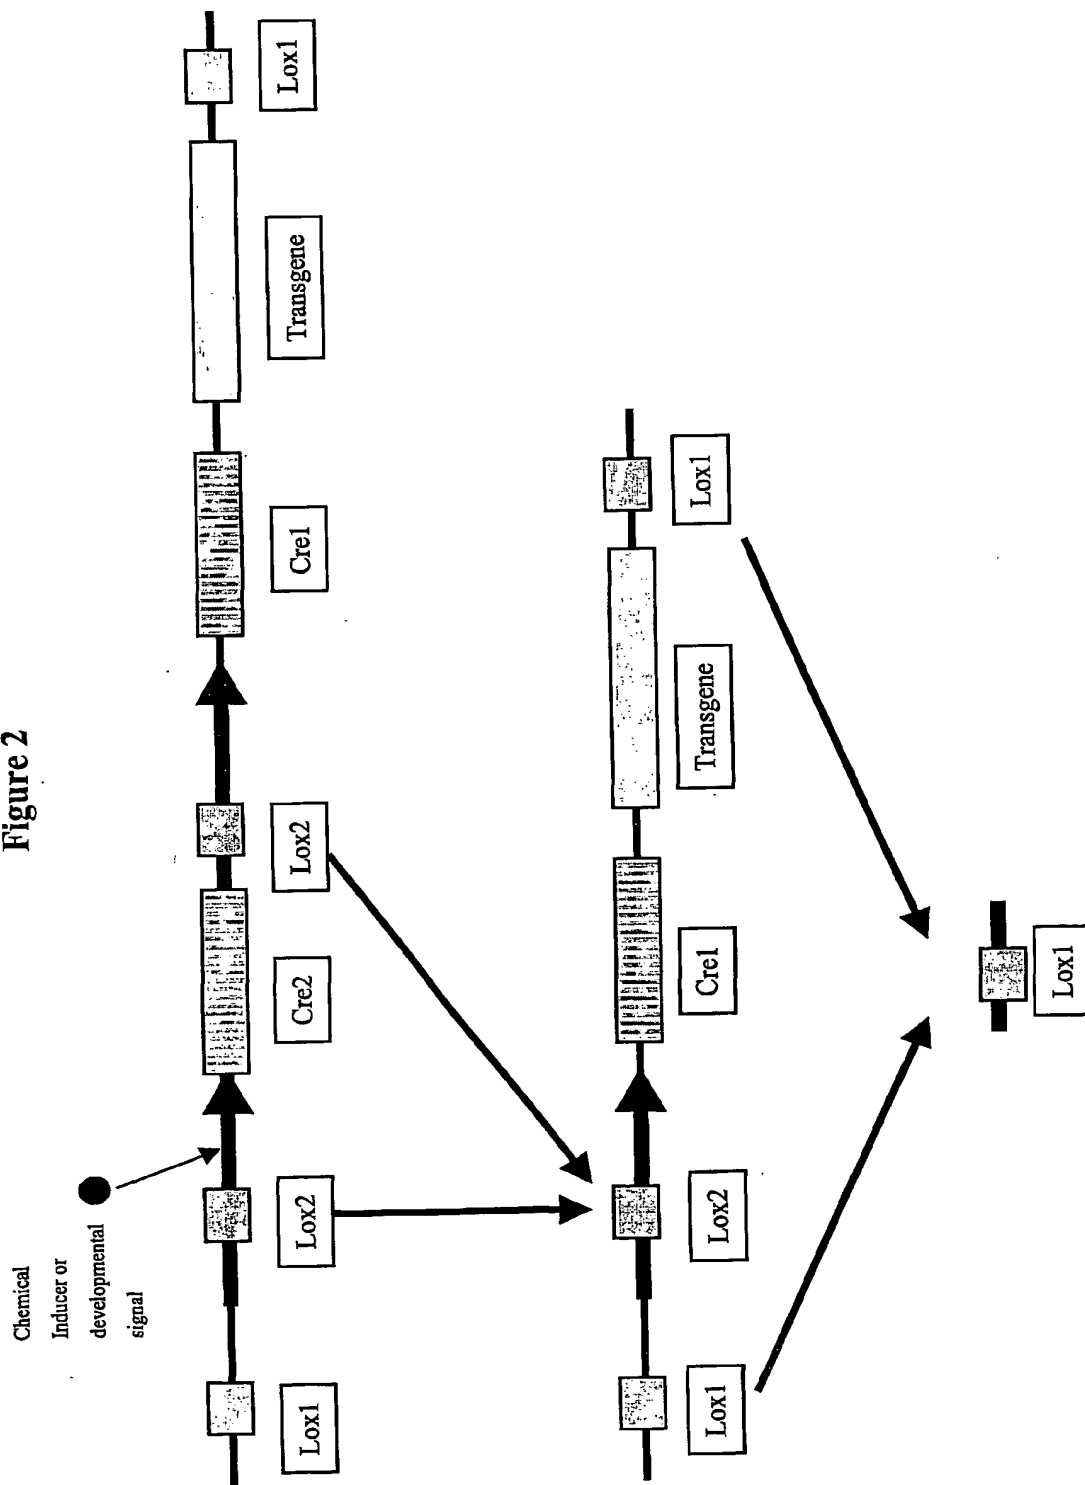 Figure 2
Chemical
Inducer or
developmental
signal
Lox1
Lox2
Cre2
Lox2
Cre1
Transgene
Lox1
Lox1
Lox2
Cre1
Transgene
Lox1
Lox1